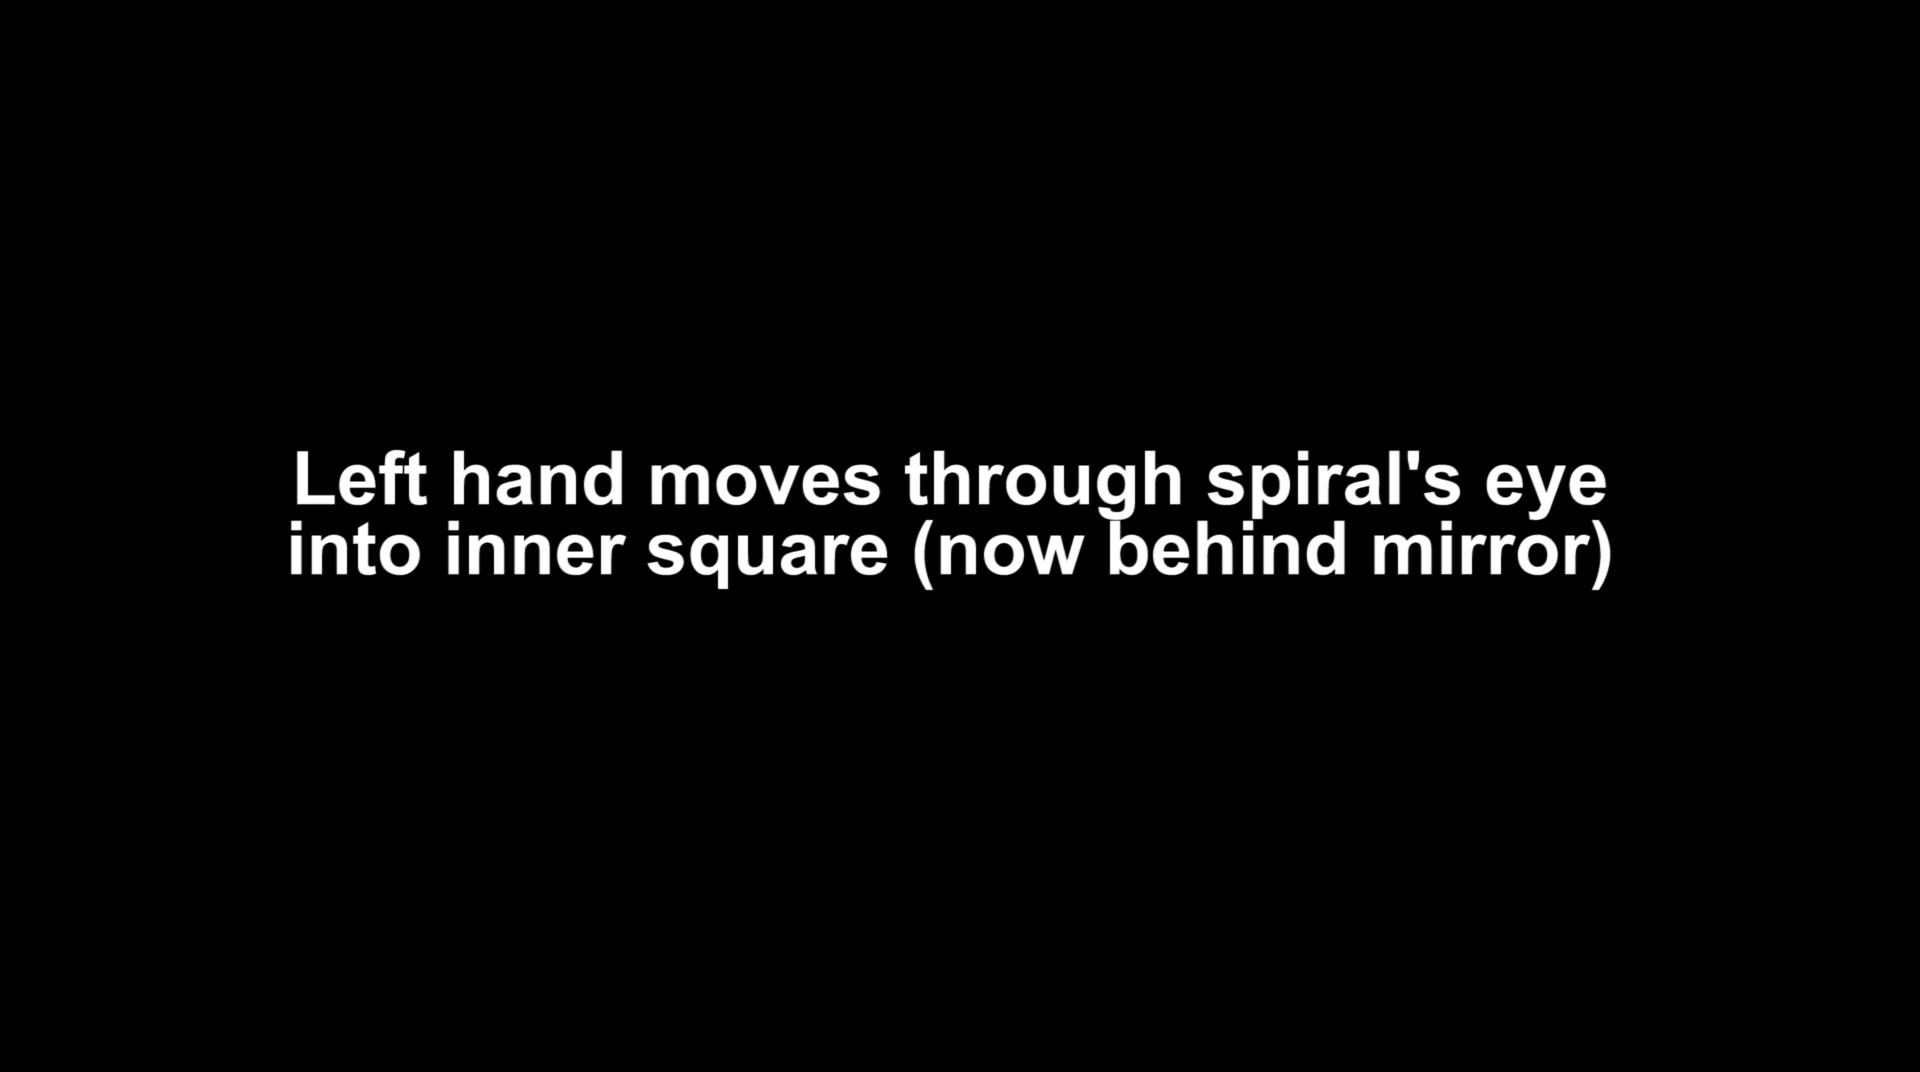 Left hand moves through spiral's eye
into inner square (now behind mirror)